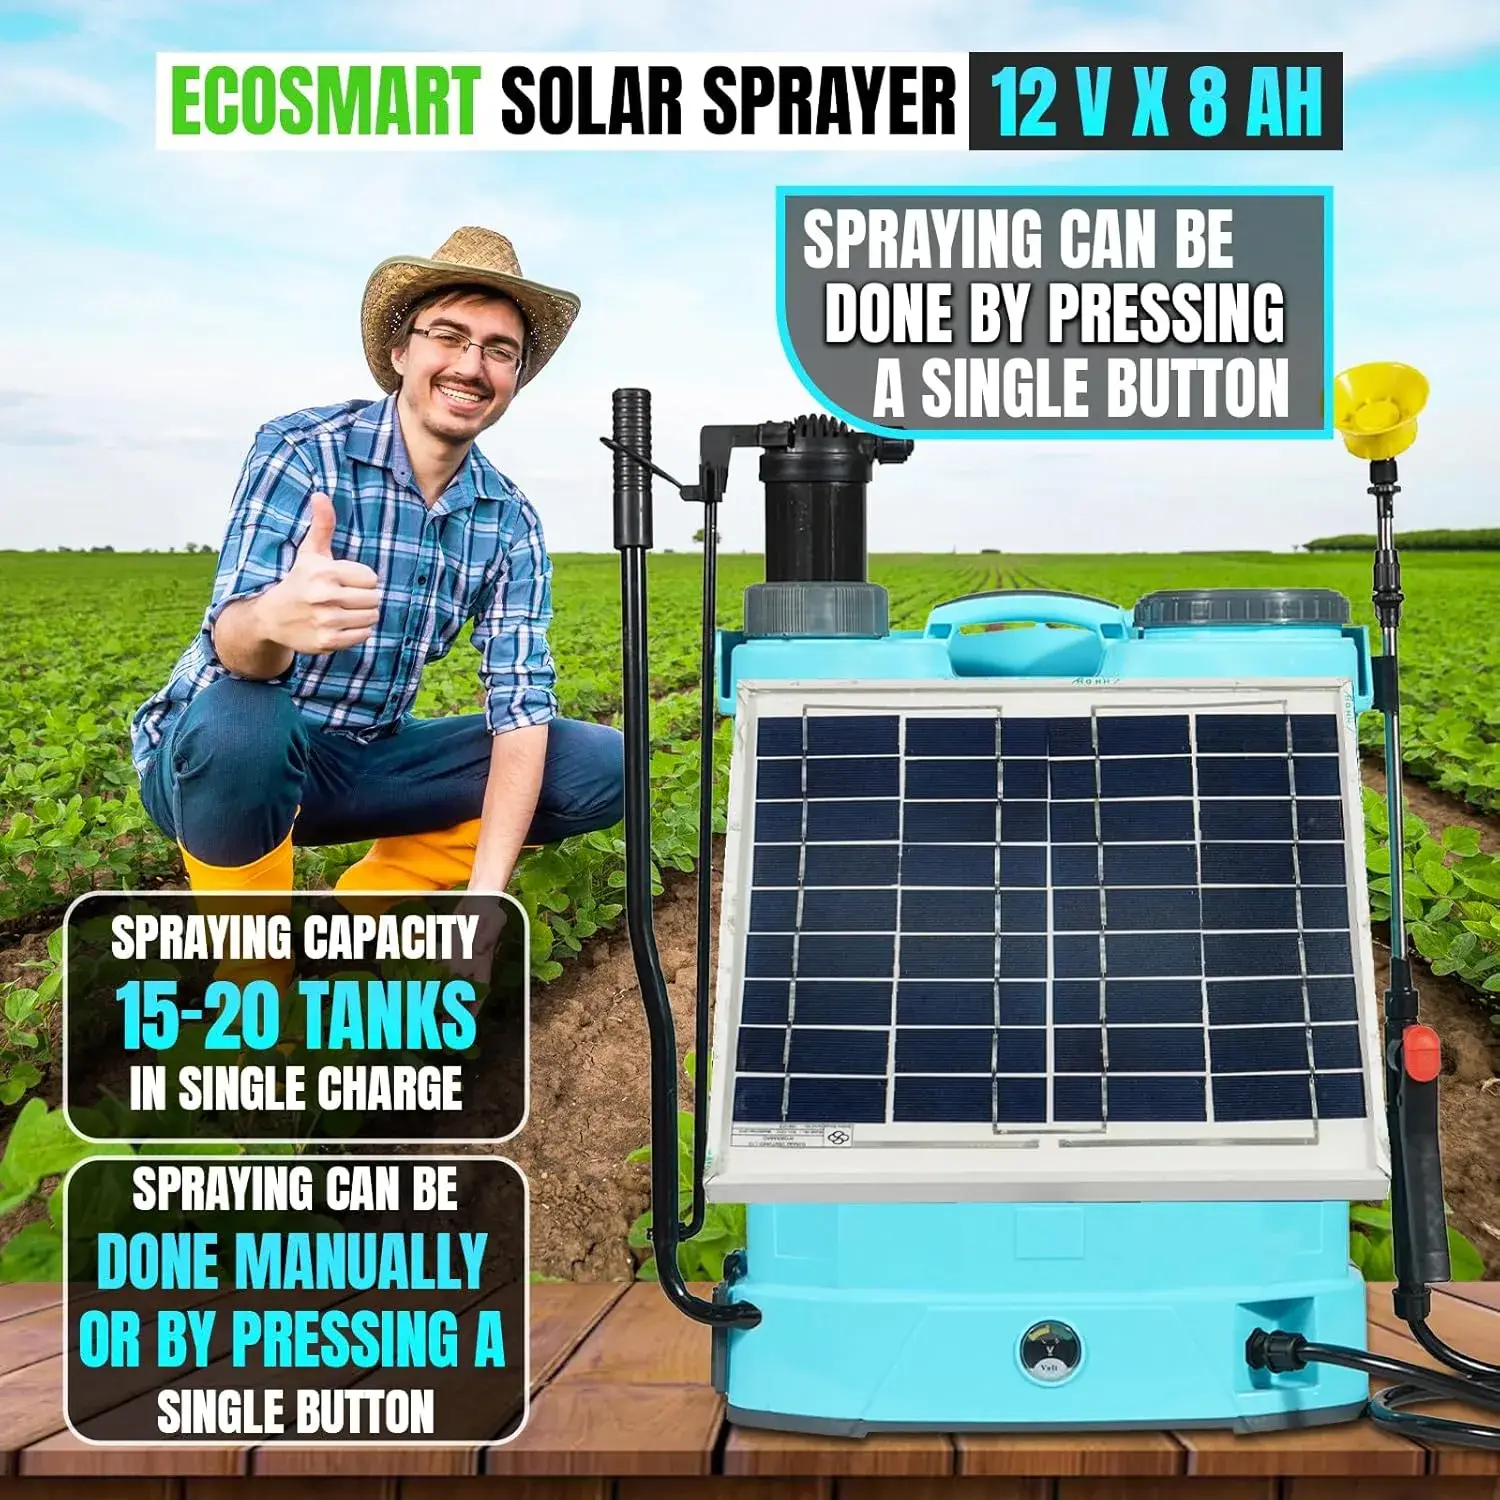 ECOSMART SOLAR SPRAYER 12 V X 8 AH
SPRAYING CAN BE
DONE BY PRESSING
A SINGLE BUTTON
SPRAYING CAPACITY
15-20 TANKS
IN SINGLE CHARGE
SPRAYING CAN BE
DONE MANUALLY
OR BY PRESSING A
SINGLE BUTTON
V
Volt